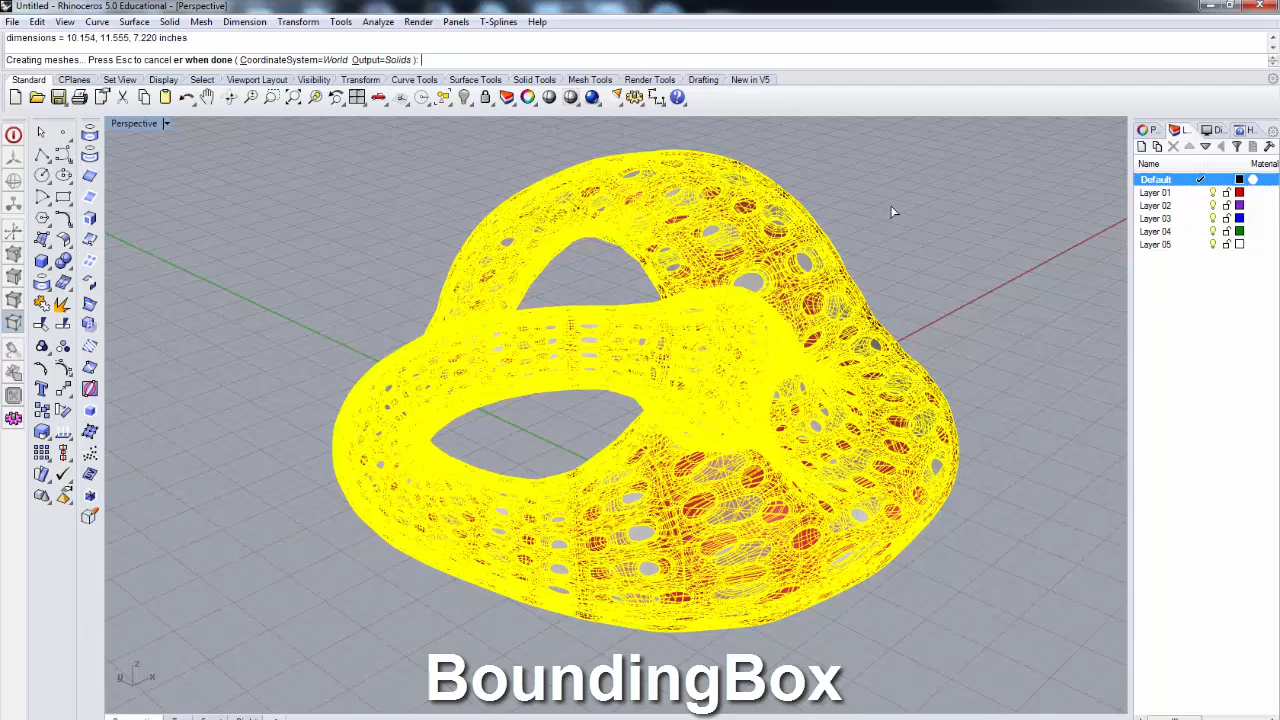 Untitled - Rhinoceros 5.0 Educational - [Perspective]
File Edit View Curve Surface Solid Mesh Dimension Transform Tools Analyze Render Panels T-Splines Help
dimensions = 10.154, 11.555, 7.220 inches
Creating meshes... Press Esc to cancel er when done ( CoordinateSystem=World Output=Solids ):
Standard CPlanes Set View Display Select Viewport Layout Visibility Transform Curve Tools Surface Tools Solid Tools Mesh Tools Render Tools Drafting New in V5
Perspective
P... L... Di... H...
Name Material
Default
Layer 01
Layer 02
Layer 03
Layer 04
Layer 05
z
y x
BoundingBox